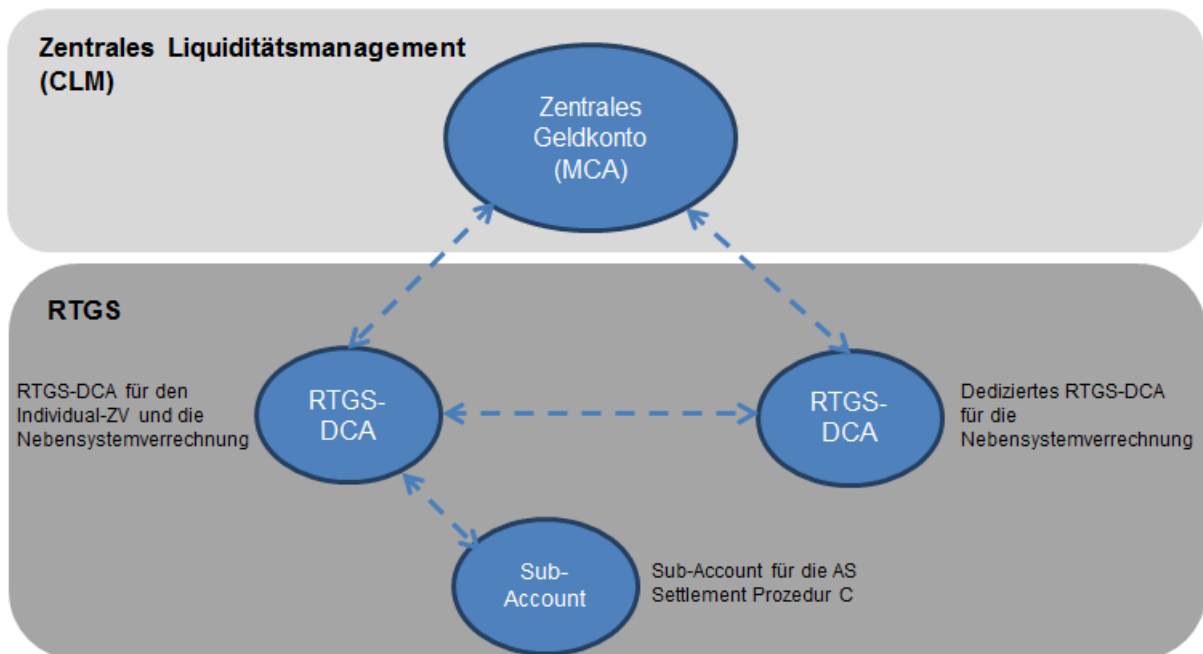 Zentrales Liquiditätsmanagement
(CLM)
Zentrales
Geldkonto
(MCA)
RTGS
RTGS-DCA für den
Individual-ZV und die
Nebensystemverrechnung
RTGS-
DCA
RTGS-
DCA
Dediziertes RTGS-DCA
für die
Nebensystemverrechnung
Sub-
Account
Sub-Account für die AS
Settlement Prozedur C